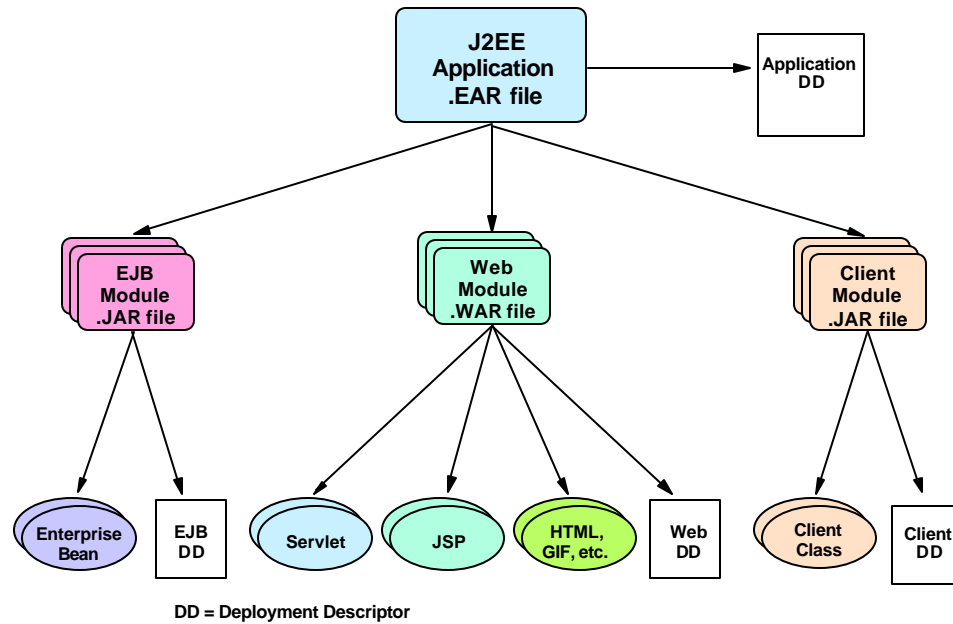 J2EE
Application
.EAR file
Application
DD
EJB
Module
.JAR file
Web
Module
.WAR file
Client
Module
.JAR file
Enterprise
Bean
EJB
DD
Servlet
JSP
HTML,
GIF, etc.
Web
DD
Client
Class
Client
DD
DD = Deployment Descriptor